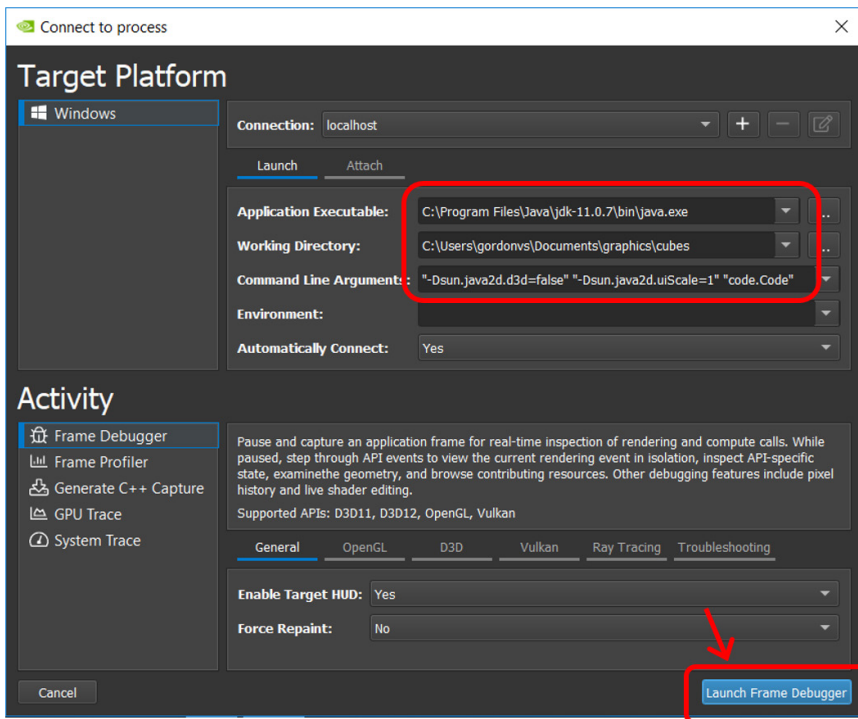 Connect to process
Target Platform
Windows
Connection: localhost
Launch Attach
Application Executable: C:\Program Files\Java\jdk-11.0.7\bin\java.exe
Working Directory: C:\Users\gordonvs\Documents\graphics\cubes
Command Line Arguments: "-Dsun.java2d.d3d=false" "-Dsun.java2d.uiScale=1" "code.Code"
Environment:
Automatically Connect: Yes
Activity
Frame Debugger
Frame Profiler
Generate C++ Capture
GPU Trace
System Trace
Pause and capture an application frame for real-time inspection of rendering and compute calls. While
paused, step through API events to view the current rendering event in isolation, inspect API-specific
state, examinethe geometry, and browse contributing resources. Other debugging features include pixel
history and live shader editing.
Supported APIs: D3D11, D3D12, OpenGL, Vulkan
General OpenGL D3D Vulkan Ray Tracing Troubleshooting
Enable Target HUD: Yes
Force Repaint: No
Cancel
Launch Frame Debugger